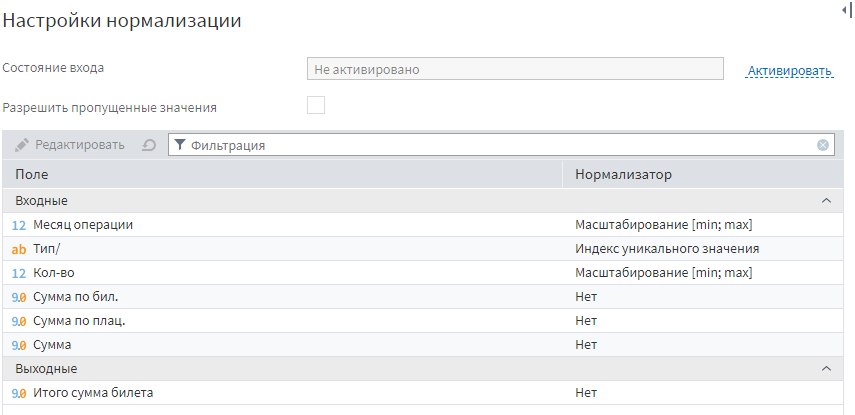 Настройки нормализации
Состояние входа Не активировано Активировать
Разрешить пропущенные значения
Редактировать Фильтрация
Поле Нормализатор
Входные
12 Месяц операции Масштабирование [min; max]
ab Тип/ Индекс уникального значения
12 Кол-во Масштабирование [min; max]
9.0 Сумма по бил. Нет
9.0 Сумма по плац. Нет
9.0 Сумма Нет
Выходные
9.0 Итого сумма билета Нет